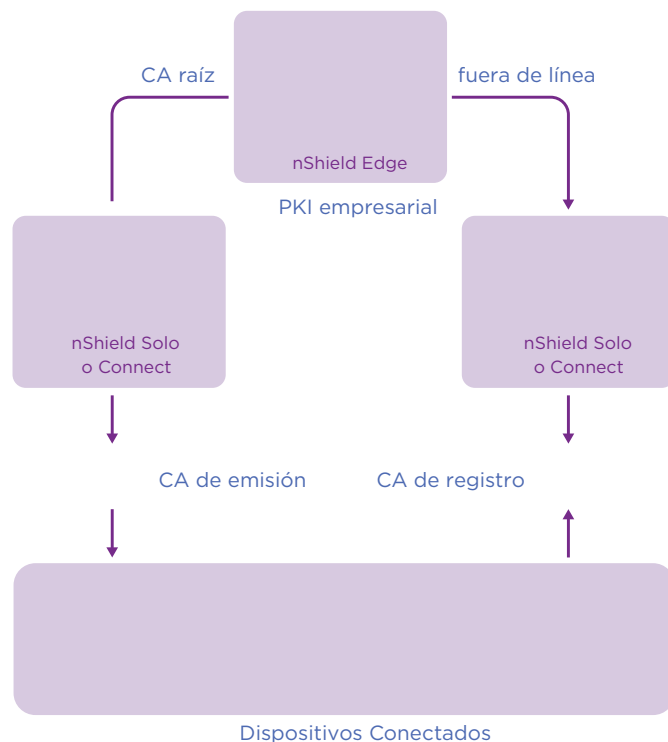 CA raíz
fuera de línea
nShield Edge
PKI empresarial
nShield Solo
o Connect
nShield Solo
o Connect
CA de emisión
CA de registro
Dispositivos Conectados